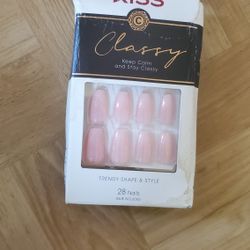 KISS
C
Classy
Keep Calm
and Stay Classy
TRENDY SHAPE & STYLE
28 Nails